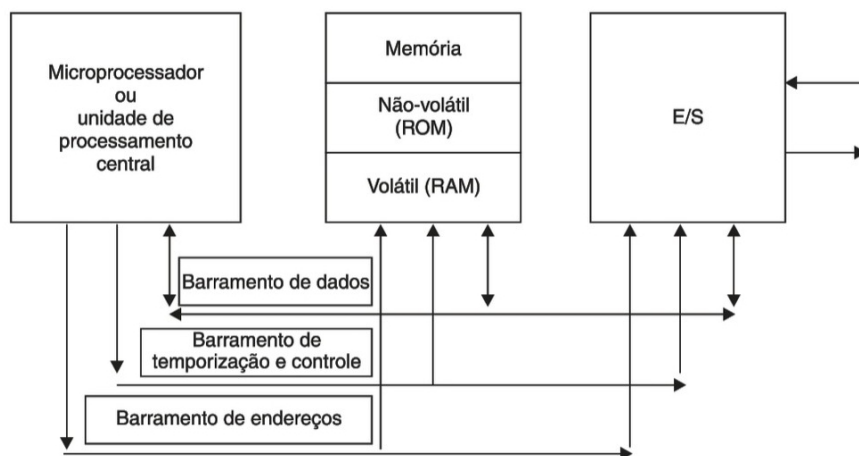 Microprocessador
ou
unidade de
processamento
central
Memória
Não-volátil
(ROM)
Volátil (RAM)
E/S
Barramento de dados
Barramento de
temporização e controle
Barramento de endereços